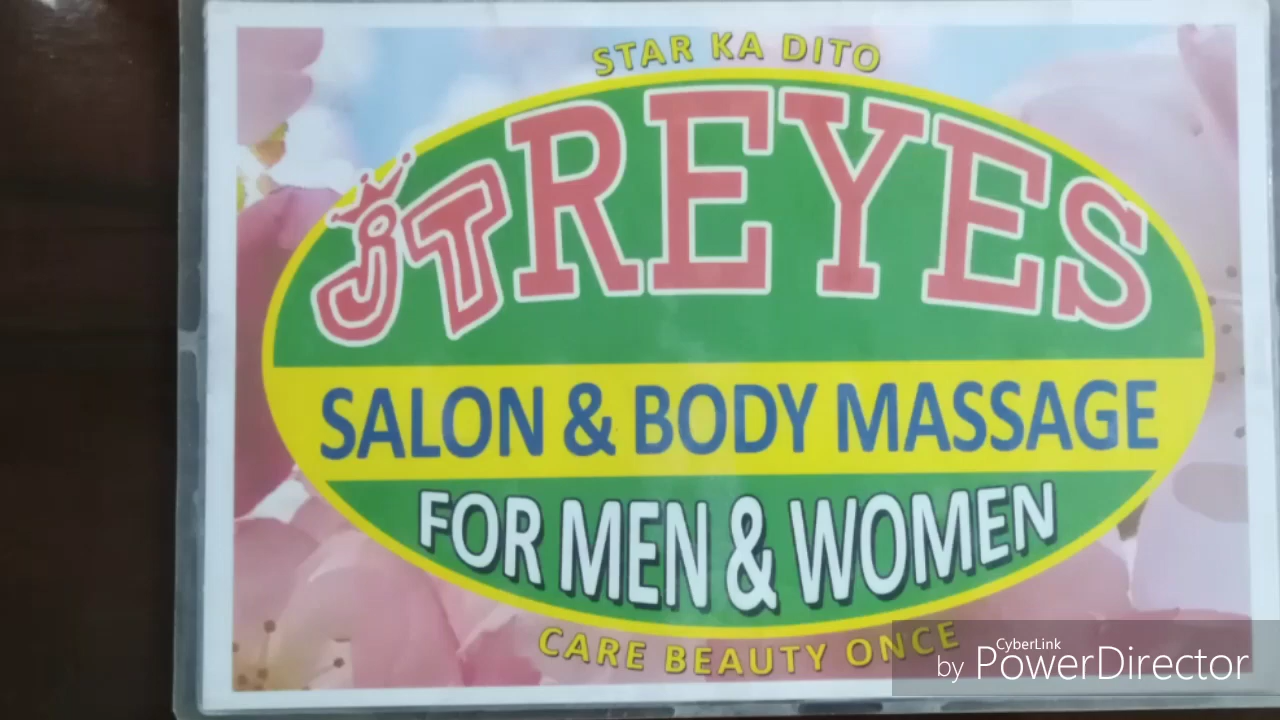 STAR KA DITO
JT REYES
SALON & BODY MASSAGE
FOR MEN & WOMEN
CARE BEAUTY ONCE
CyberLink
by PowerDirector